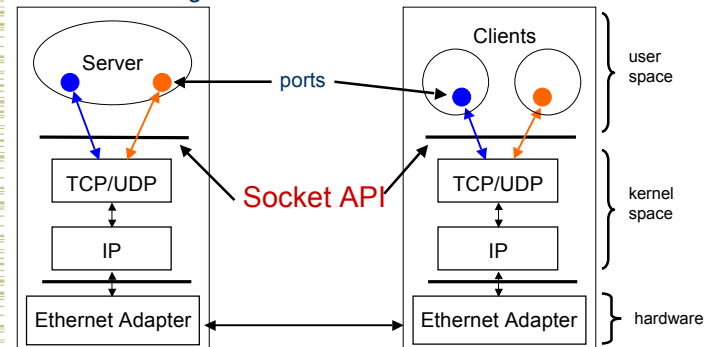 Server
ports
Clients
user
space
TCP/UDP
Socket API
TCP/UDP
kernel
space
IP
IP
Ethernet Adapter
Ethernet Adapter
hardware